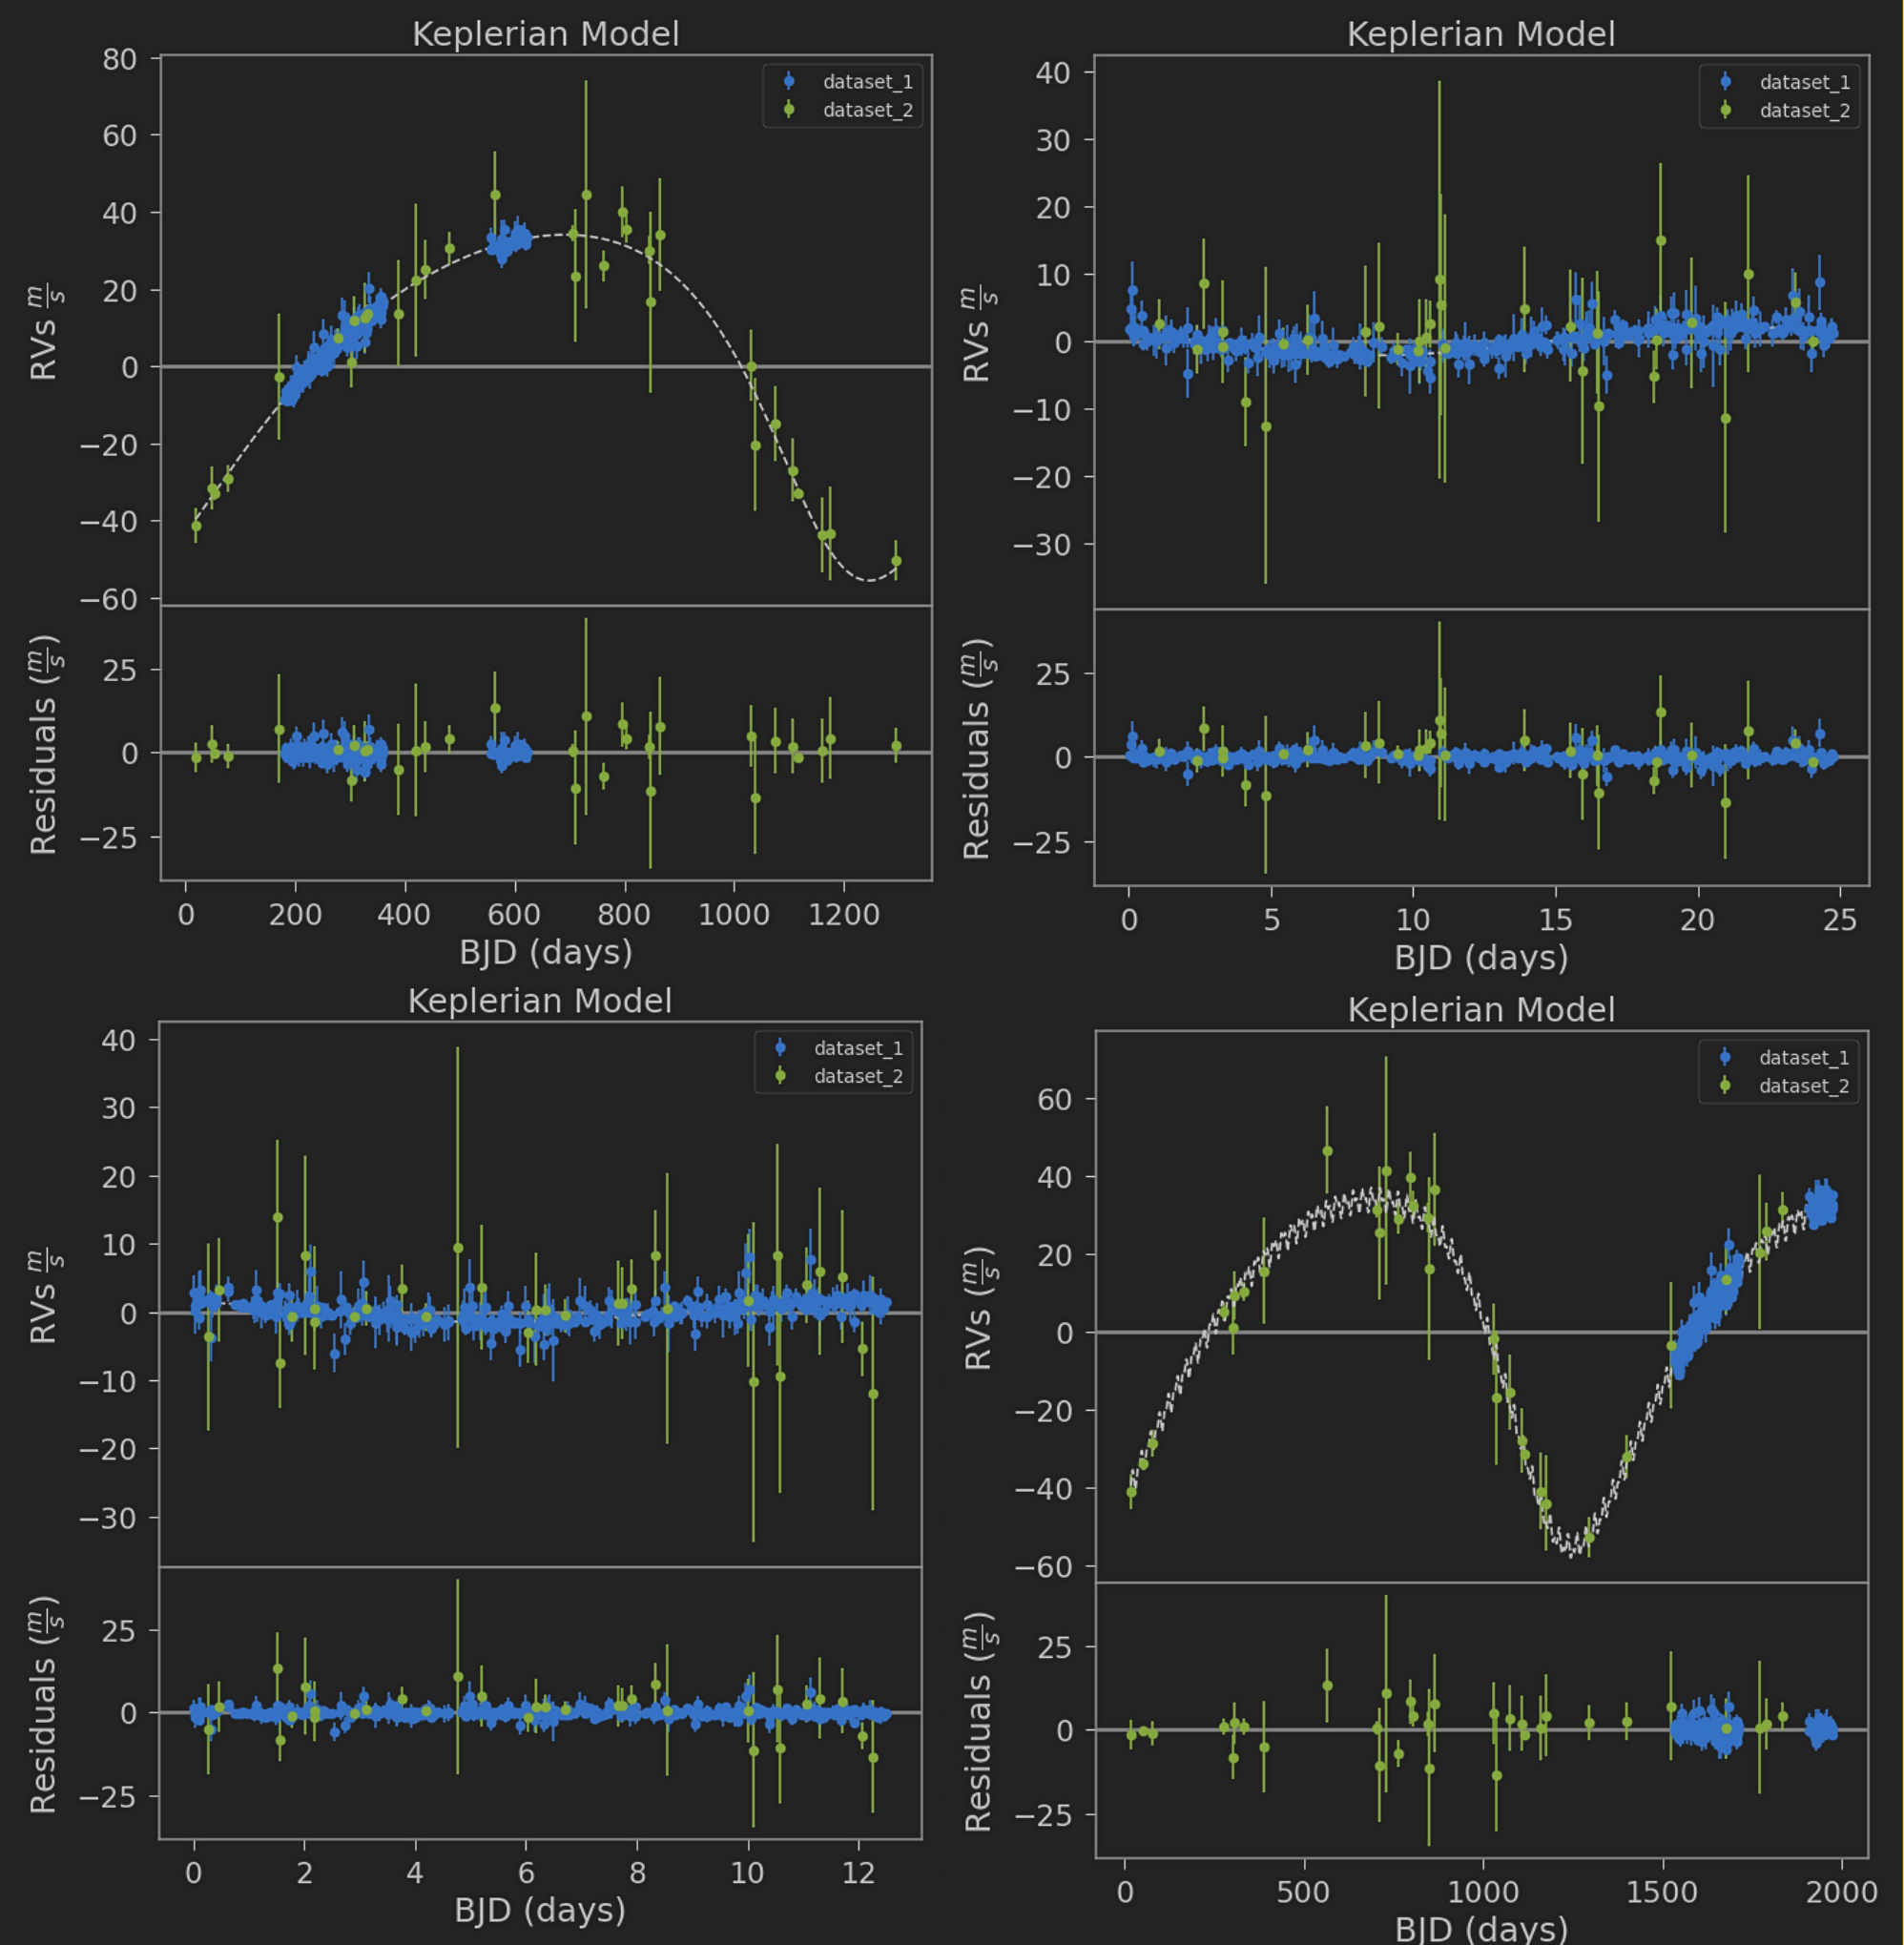 Keplerian Model
80
60
40
20
0
−20
−40
−60
RVs m/s
dataset_1
dataset_2
25
0
−25
Residuals (m/s)
0 200 400 600 800 1000 1200
BJD (days)
Keplerian Model
40
30
20
10
0
−10
−20
−30
RVs m/s
dataset_1
dataset_2
25
0
−25
Residuals (m/s)
0 5 10 15 20 25
BJD (days)
Keplerian Model
40
30
20
10
0
−10
−20
−30
RVs m/s
dataset_1
dataset_2
25
0
−25
Residuals (m/s)
0 2 4 6 8 10 12
BJD (days)
Keplerian Model
60
40
20
0
−20
−40
−60
RVs (m/s)
dataset_1
dataset_2
25
0
−25
Residuals (m/s)
0 500 1000 1500 2000
BJD (days)